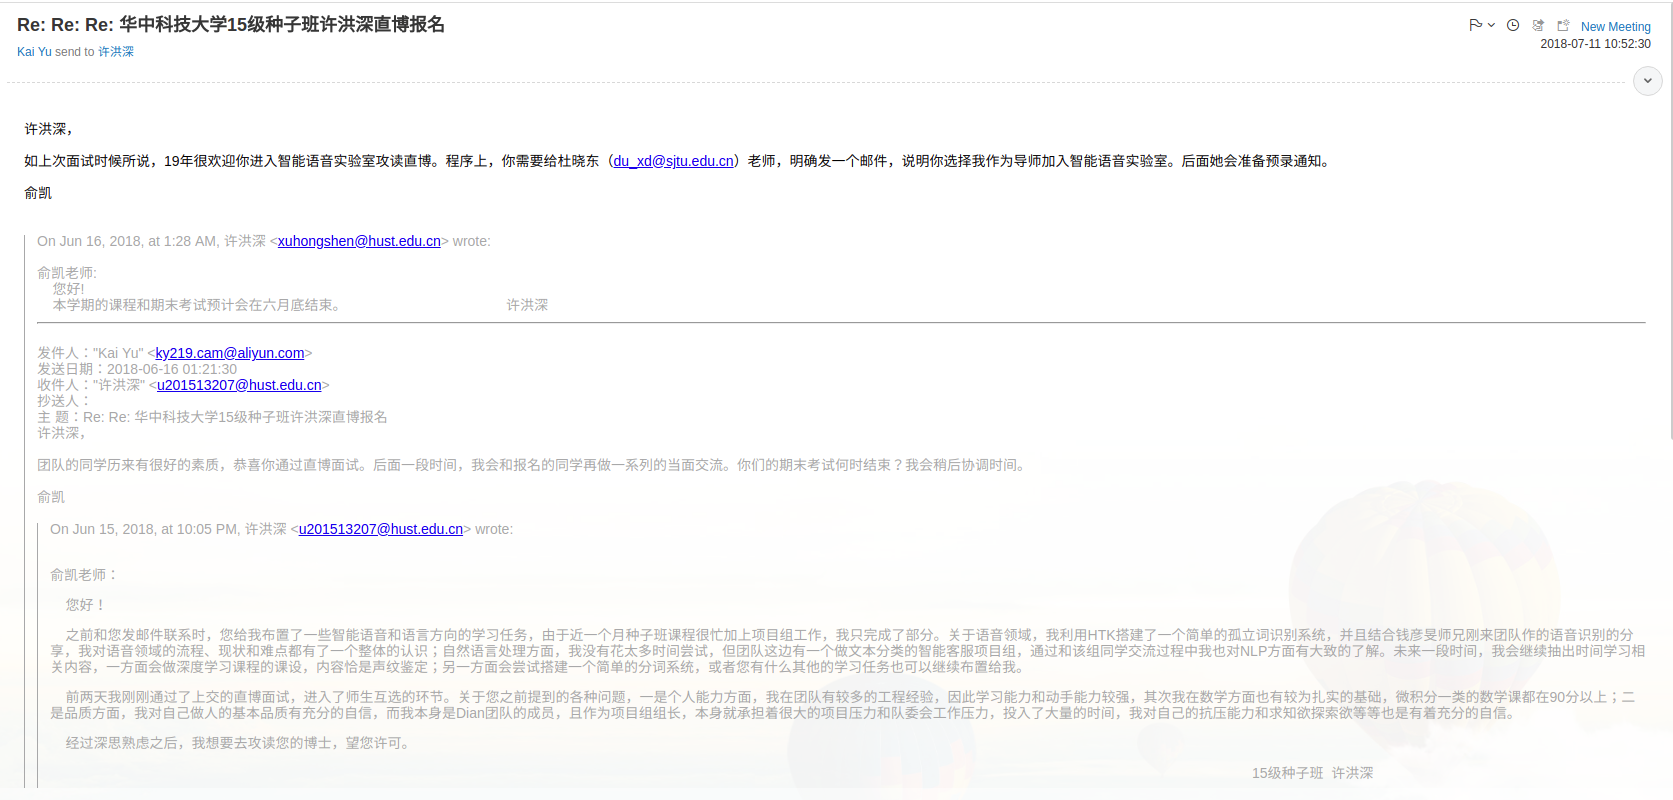 Re: Re: Re: 华中科技大学15级种子班许洪深直博报名
New Meeting
Kai Yu send to 许洪深
2018-07-11 10:52:30
许洪深，
如上次面试时候所说，19年很欢迎你进入智能语音实验室攻读直博。程序上，你需要给杜晓东（du_xd@sjtu.edu.cn）老师，明确发一个邮件，说明你选择我作为导师加入智能语音实验室。后面她会准备预录通知。
俞凯
On Jun 16, 2018, at 1:28 AM, 许洪深 <xuhongshen@hust.edu.cn> wrote:
俞凯老师:
您好!
本学期的课程和期末考试预计会在六月底结束。 许洪深
发件人："Kai Yu" <ky219.cam@aliyun.com>
发送日期：2018-06-16 01:21:30
收件人："许洪深" <u201513207@hust.edu.cn>
抄送人：
主 题：Re: Re: 华中科技大学15级种子班许洪深直博报名
许洪深，
团队的同学历来有很好的素质，恭喜你通过直博面试。后面一段时间，我会和报名的同学再做一系列的当面交流。你们的期末考试何时结束？我会稍后协调时间。
俞凯
On Jun 15, 2018, at 10:05 PM, 许洪深 <u201513207@hust.edu.cn> wrote:
俞凯老师：
您好！
之前和您发邮件联系时，您给我布置了一些智能语音和语言方向的学习任务，由于近一个月种子班课程很忙加上项目组工作，我只完成了部分。关于语音领域，我利用HTK搭建了一个简单的孤立词识别系统，并且结合钱彦旻师兄刚来团队作的语音识别的分
享，我对语音领域的流程、现状和难点都有了一个整体的认识；自然语言处理方面，我没有花太多时间尝试，但团队这边有一个做文本分类的智能客服项目组，通过和该组同学交流过程中我也对NLP方面有大致的了解。未来一段时间，我会继续抽出时间学习相
关内容，一方面会做深度学习课程的课设，内容恰是声纹鉴定；另一方面会尝试搭建一个简单的分词系统，或者您有什么其他的学习任务也可以继续布置给我。
前两天我刚刚通过了上交的直博面试，进入了师生互选的环节。关于您之前提到的各种问题，一是个人能力方面，我在团队有较多的工程经验，因此学习能力和动手能力较强，其次我在数学方面也有较为扎实的基础，微积分一类的数学课都在90分以上；二
是品质方面，我对自己做人的基本品质有充分的自信，而我本身是Dian团队的成员，且作为项目组组长，本身就承担着很大的项目压力和队委会工作压力，投入了大量的时间，我对自己的抗压能力和求知欲探索欲等等也是有着充分的自信。
经过深思熟虑之后，我想要去攻读您的博士，望您许可。
15级种子班 许洪深